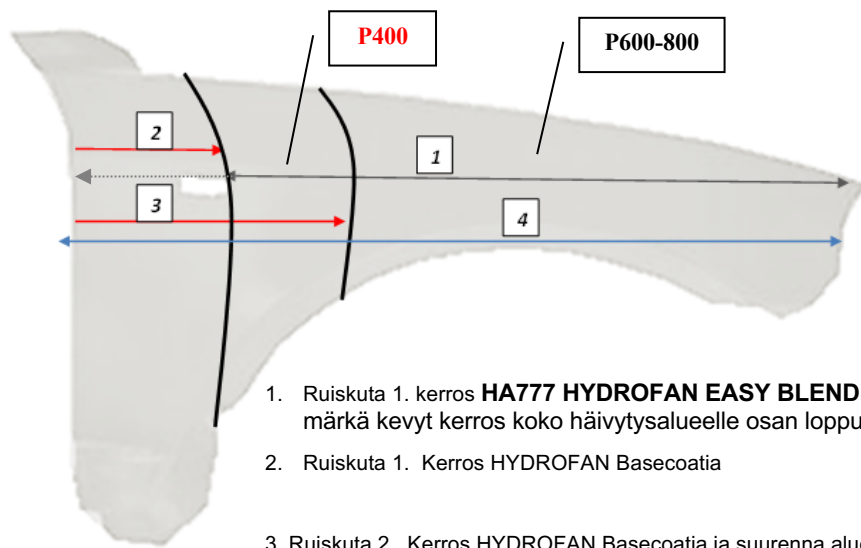 P400
P600-800
2
1
3
4
1. Ruiskuta 1. kerros HA777 HYDROFAN EASY BLEND
märkä kevyt kerros koko häivytysalueelle osan loppu
2. Ruiskuta 1. Kerros HYDROFAN Basecoatia
3. Ruiskuta 2. Kerros HYDROFAN Basecoatia ja suurenna